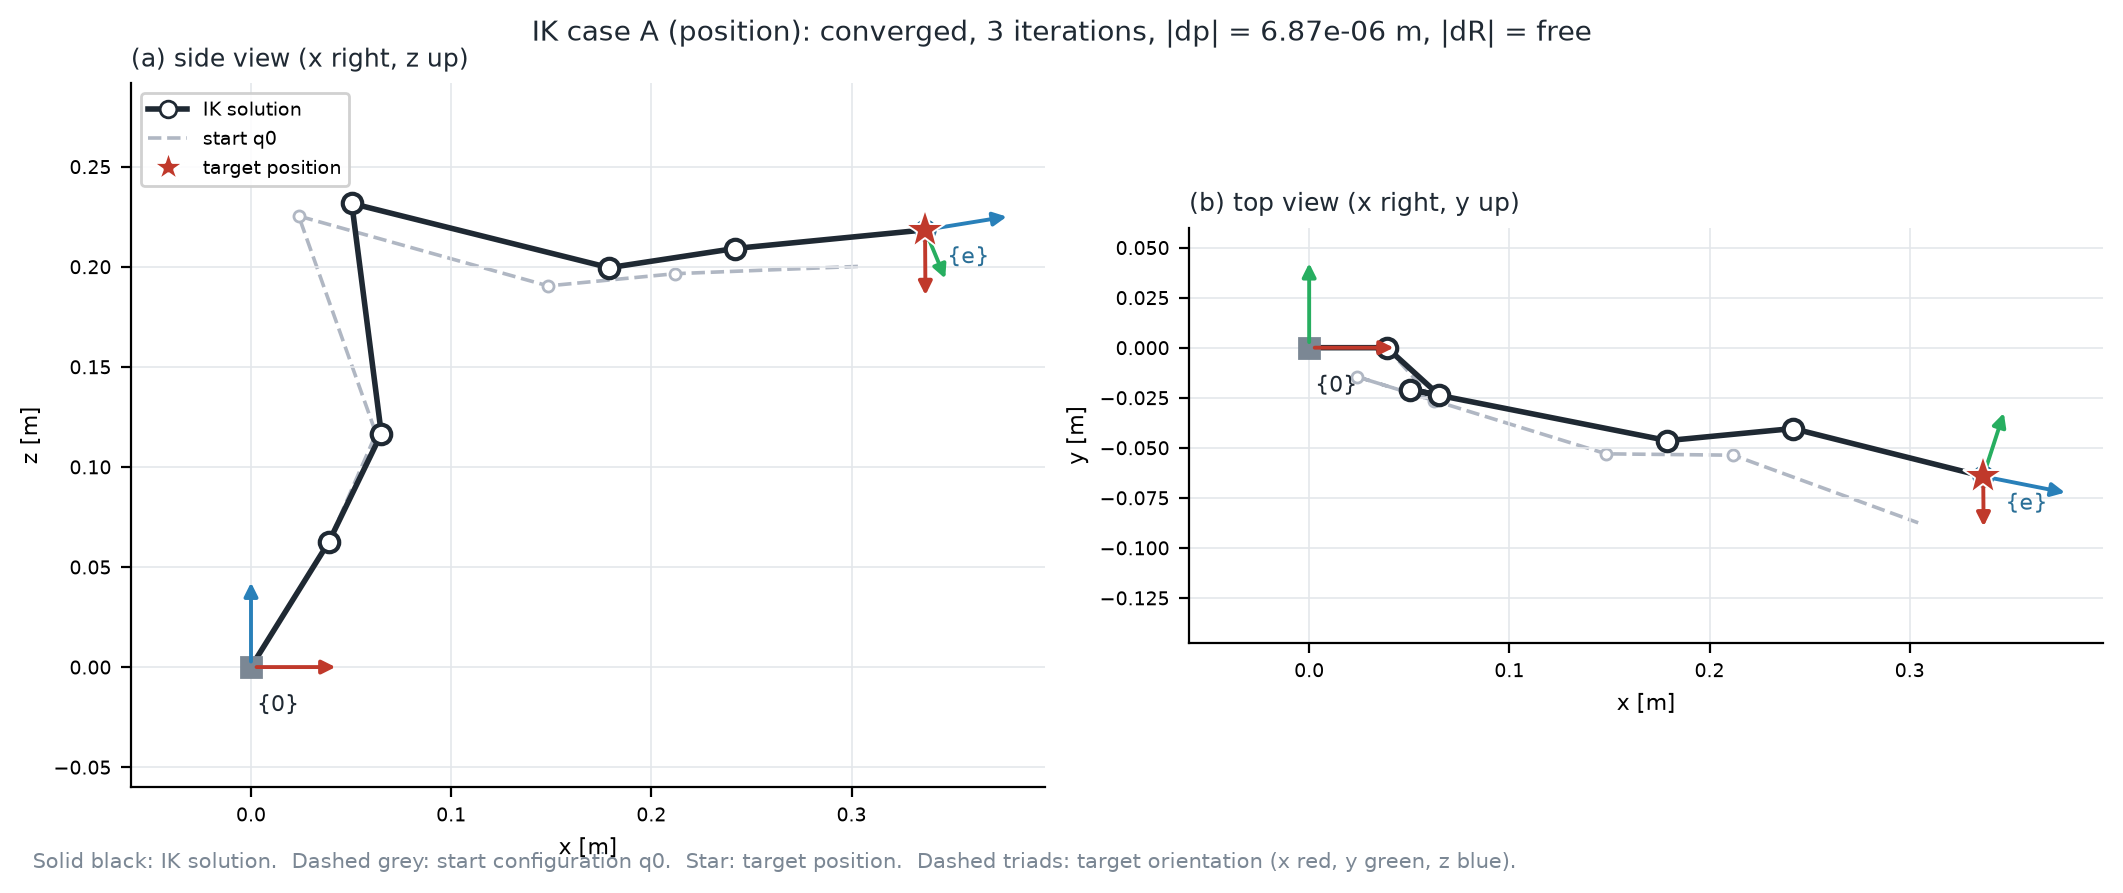 IK case A (position): converged, 3 iterations, |dp| = 6.87e-06 m, |dR| = free
(a) side view (x right, z up)
IK solution
start q0
target position
0.25
0.20
0.15
0.10
0.05
0.00
−0.05
z [m]
{e}
{0}
0.0 0.1 0.2 0.3
x [m]
(b) top view (x right, y up)
0.050
0.025
0.000
−0.025
−0.050
−0.075
−0.100
−0.125
y [m]
{0}
{e}
0.0 0.1 0.2 0.3
x [m]
Solid black: IK solution. Dashed grey: start configuration q0. Star: target position. Dashed triads: target orientation (x red, y green, z blue).